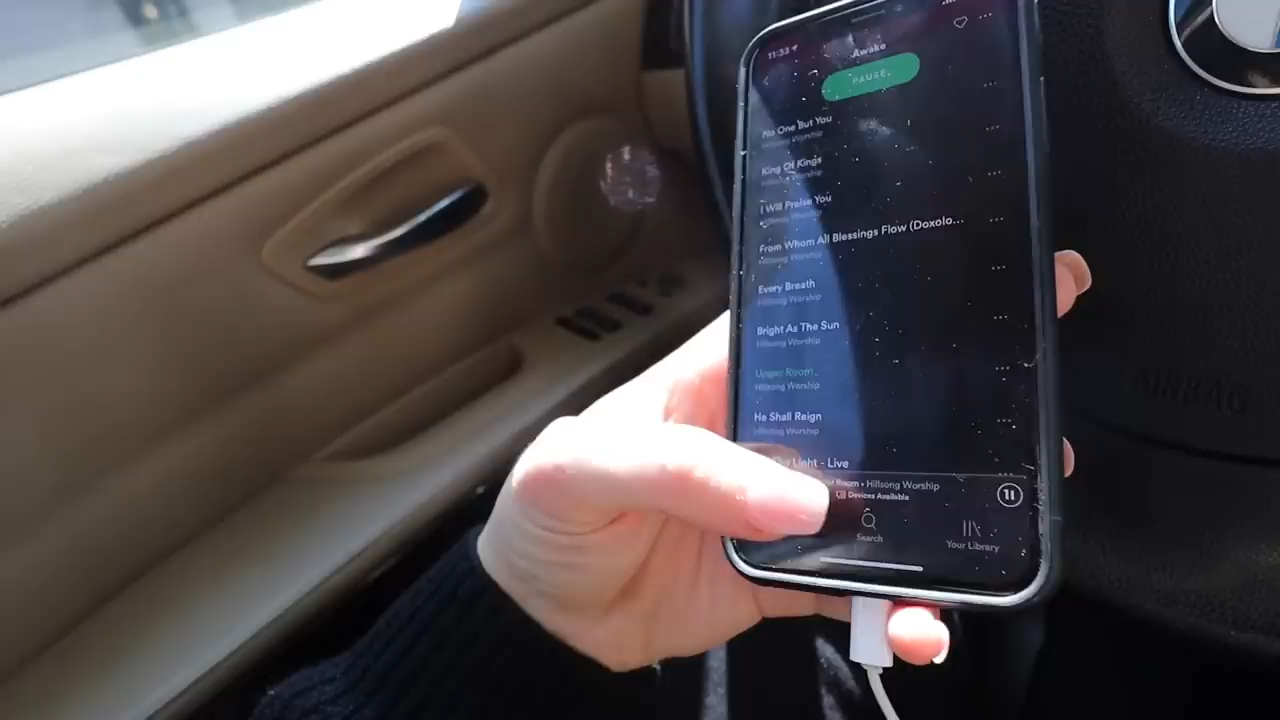 11:33
Awake
PAUSE
No One But You
Hillsong Worship
King Of Kings
Hillsong Worship
I Will Praise You
Hillsong Worship
From Whom All Blessings Flow (Doxolo...
Hillsong Worship
Every Breath
Hillsong Worship
Bright As The Sun
Hillsong Worship
Upper Room
Hillsong Worship
He Shall Reign
Hillsong Worship
Light - Live
Room • Hillsong Worship
Devices Available
Search
Your Library
AIRBAG